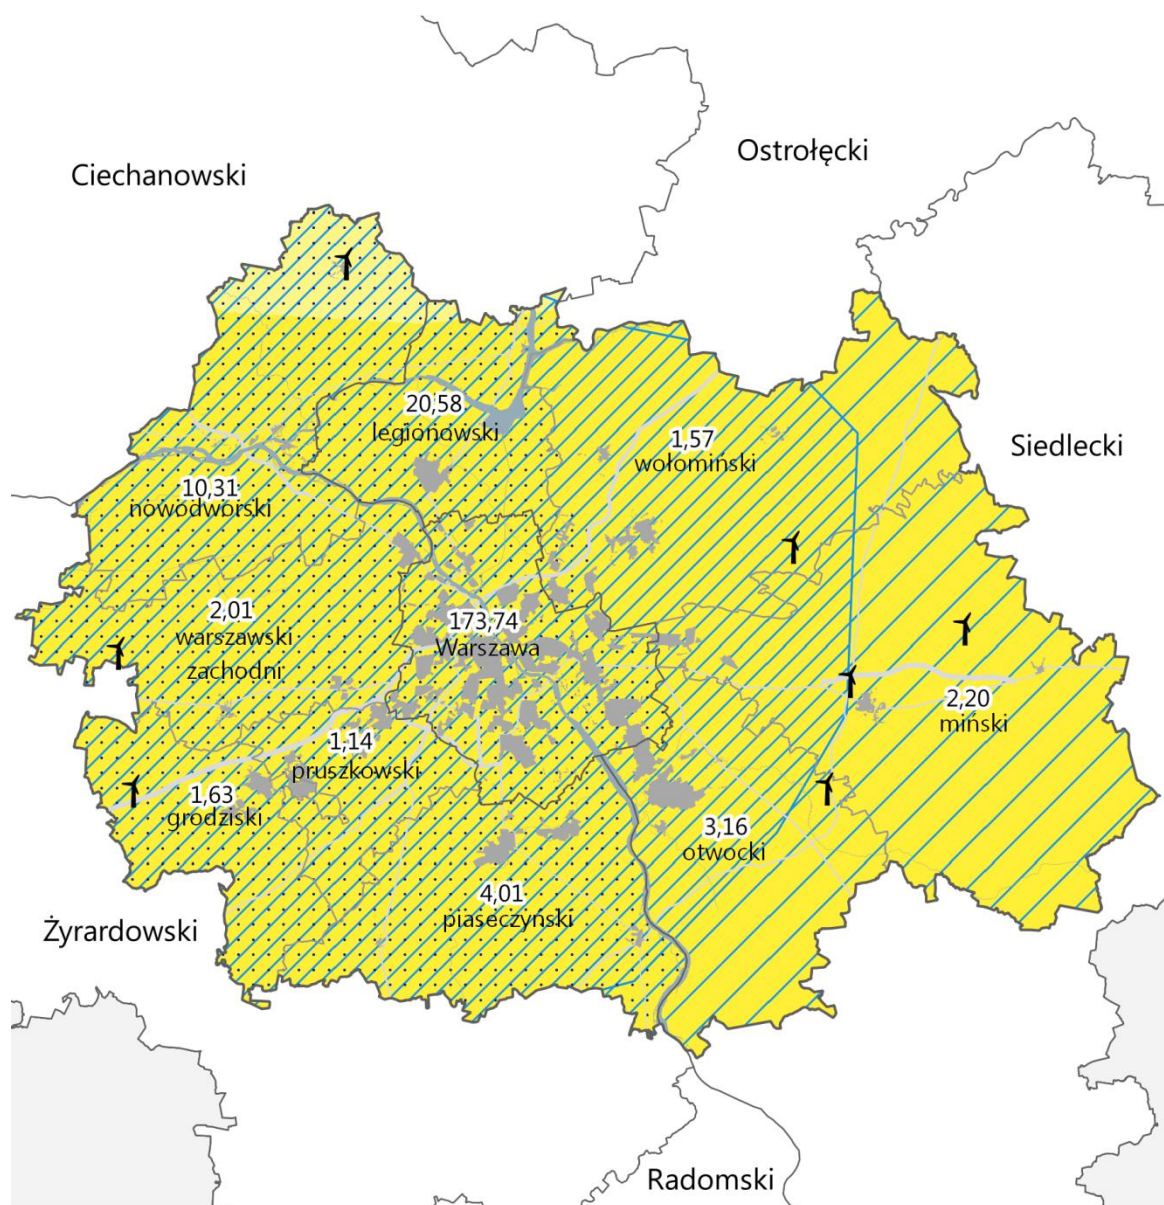 Ostrołęcki
Ciechanowski
20,58
legionowski
1,57
wołomiński
Siedlecki
10,31
nowodworski
2,01
warszawski
zachodni
173,74
Warszawa
2,20
miński
1,14
pruszkowski
1,63
grodziski
3,16
otwocki
4,01
piaseczyński
Żyrardowski
Radomski